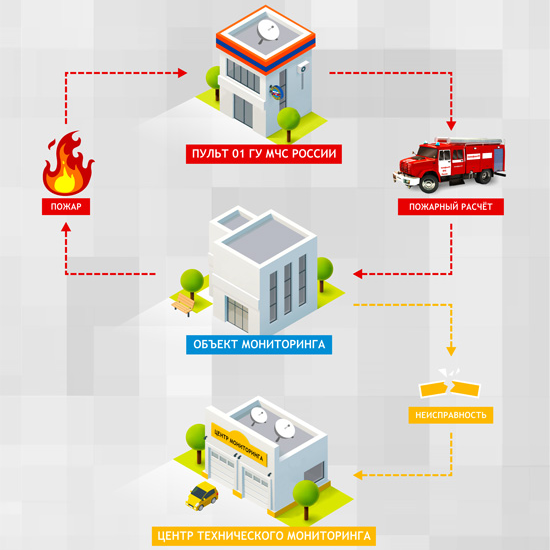 ПУЛЬТ 01 ГУ МЧС РОССИИ
ПОЖАР
ПОЖАРНЫЙ РАСЧЁТ
ОБЪЕКТ МОНИТОРИНГА
НЕИСПРАВНОСТЬ
ЦЕНТР МОНИТОРИНГА
ЦЕНТР ТЕХНИЧЕСКОГО МОНИТОРИНГА